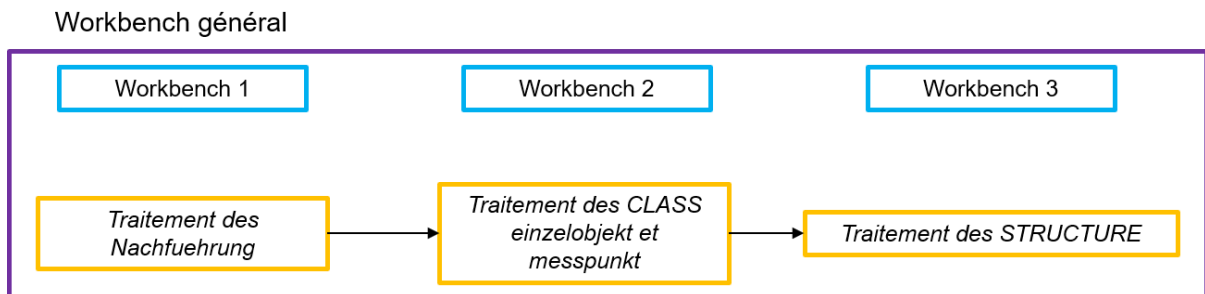 Workbench général
Workbench 1
Workbench 2
Workbench 3
Traitement des
Nachfuehrung
Traitement des CLASS
einzelobjekt et
messpunkt
Traitement des STRUCTURE